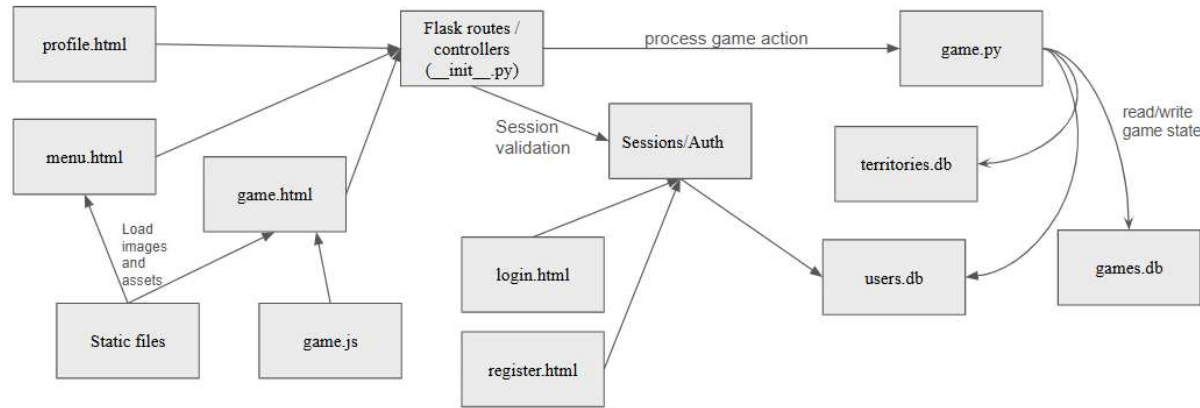 profile.html
Flask routes /
controllers
(__init__.py)
process game action
game.py
menu.html
game.html
Session
validation
Sessions/Auth
territories.db
read/write
game state
Load
images
and
assets
login.html
users.db
games.db
Static files
game.js
register.html